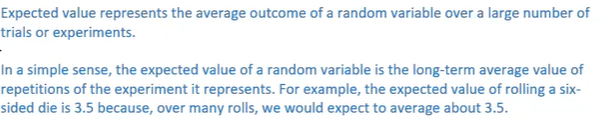 Expected value represents the average outcome of a random variable over a large number of
trials or experiments.
In a simple sense, the expected value of a random variable is the long-term average value of
repetitions of the experiment it represents. For example, the expected value of rolling a six-
sided die is 3.5 because, over many rolls, we would expect to average about 3.5.